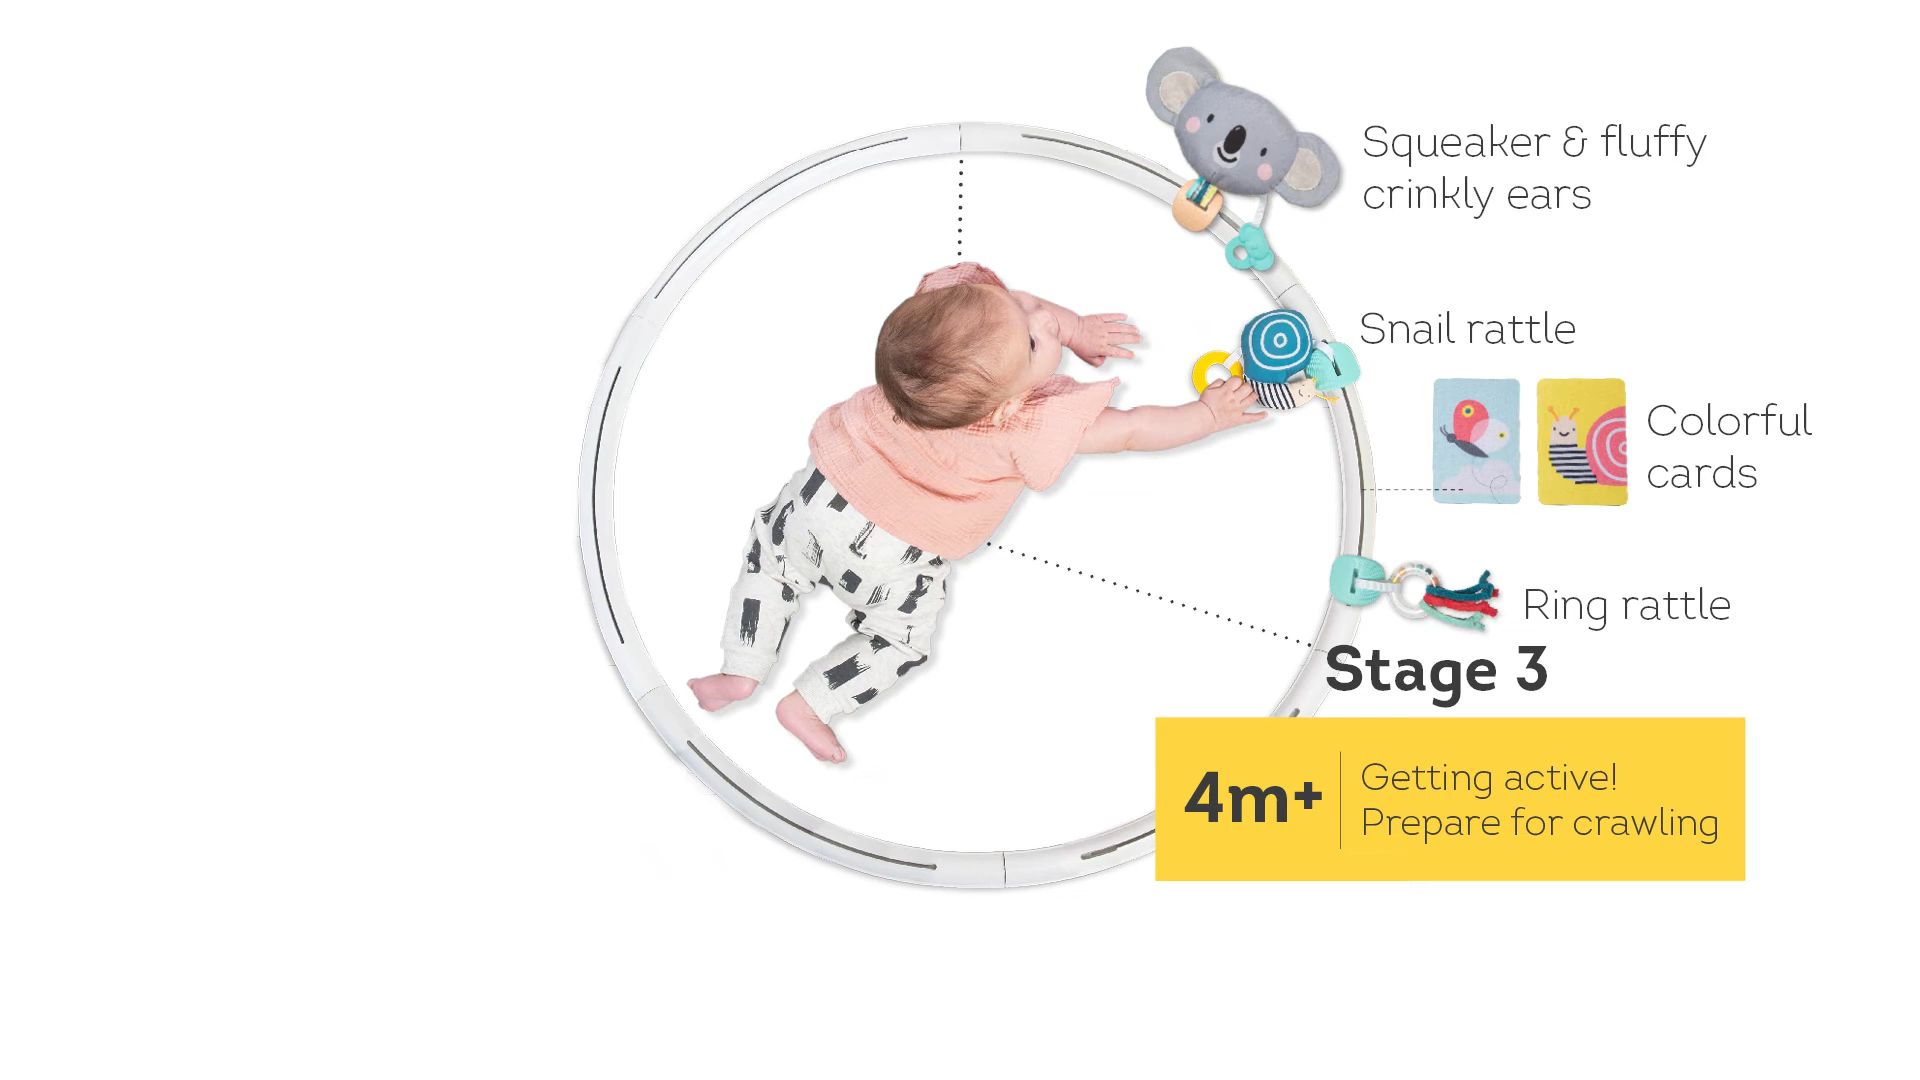 Squeaker & fluffy
crinkly ears
Snail rattle
Colorful
cards
Ring rattle
Stage 3
4m+
Getting active!
Prepare for crawling